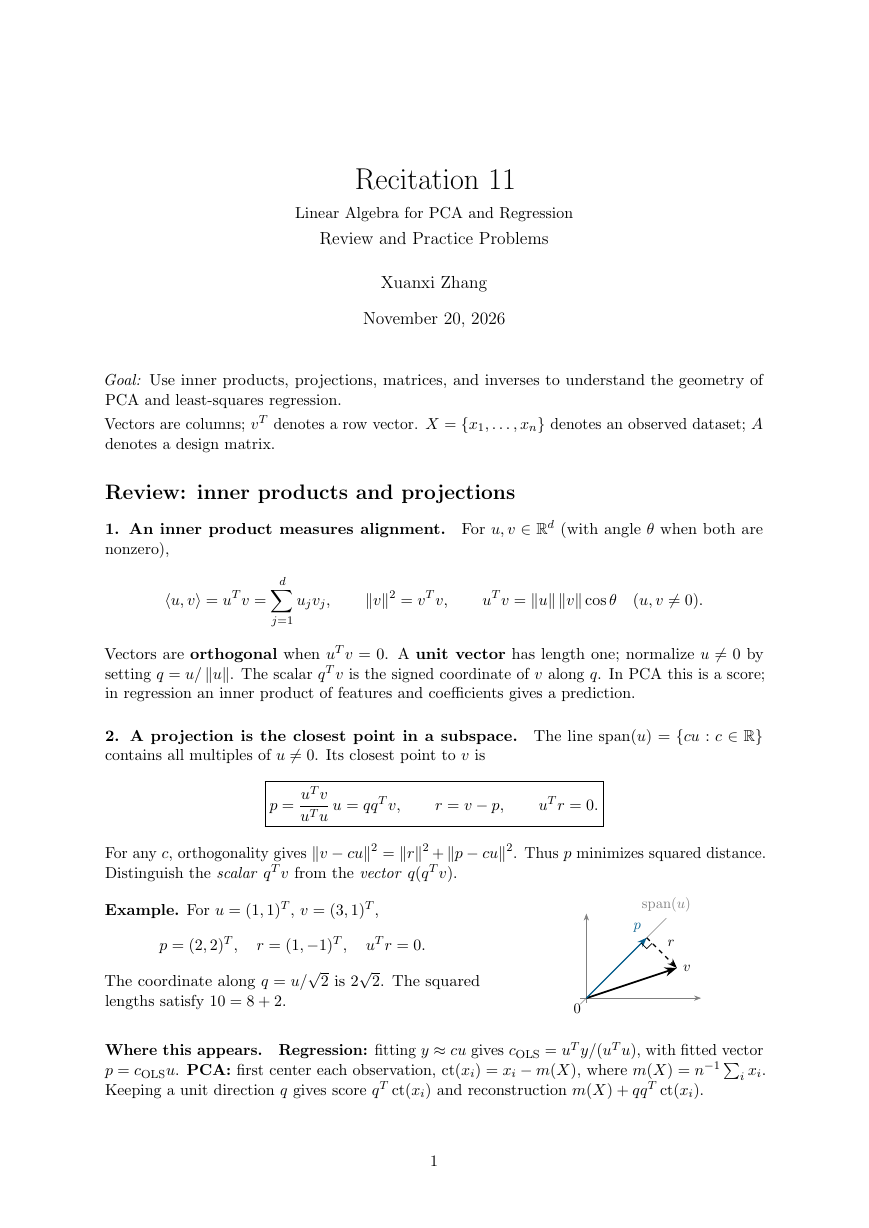 Recitation 11
Linear Algebra for PCA and Regression
Review and Practice Problems
Xuanxi Zhang
November 20, 2026
Goal: Use inner products, projections, matrices, and inverses to understand the geometry of
PCA and least-squares regression.
Vectors are columns; v^T denotes a row vector. X = {x_1, . . . , x_n} denotes an observed dataset; A
denotes a design matrix.
Review: inner products and projections
1. An inner product measures alignment. For u, v ∈ ℝ^d (with angle θ when both are
nonzero),
⟨u, v⟩ = u^T v = ∑_{j=1}^{d} u_j v_j, ‖v‖^2 = v^T v, u^T v = ‖u‖ ‖v‖ cos θ (u, v ≠ 0).
Vectors are orthogonal when u^T v = 0. A unit vector has length one; normalize u ≠ 0 by
setting q = u/ ‖u‖. The scalar q^T v is the signed coordinate of v along q. In PCA this is a score;
in regression an inner product of features and coefficients gives a prediction.
2. A projection is the closest point in a subspace. The line span(u) = {cu : c ∈ ℝ}
contains all multiples of u ≠ 0. Its closest point to v is
p = \frac{u^T v}{u^T u} u = qq^T v, r = v − p, u^T r = 0.
For any c, orthogonality gives ‖v − cu‖^2 = ‖r‖^2 + ‖p − cu‖^2. Thus p minimizes squared distance.
Distinguish the scalar q^T v from the vector q(q^T v).
Example. For u = (1, 1)^T, v = (3, 1)^T,
p = (2, 2)^T, r = (1, −1)^T, u^T r = 0.
The coordinate along q = u/√2 is 2√2. The squared
lengths satisfy 10 = 8 + 2.
span(u)
p
r
v
0
Where this appears. Regression: fitting y ≈ cu gives c_OLS = u^T y/(u^T u), with fitted vector
p = c_OLS u. PCA: first center each observation, ct(x_i) = x_i − m(X), where m(X) = n^{−1} ∑_i x_i.
Keeping a unit direction q gives score q^T ct(x_i) and reconstruction m(X) + qq^T ct(x_i).
1